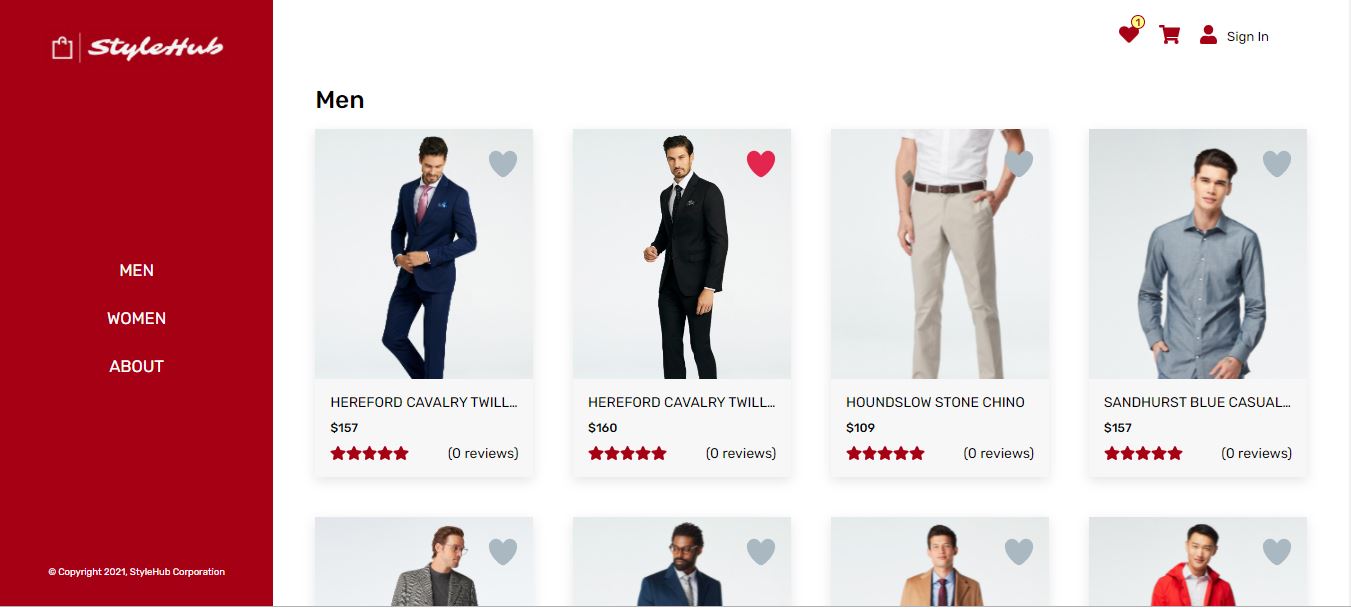 StyleHub
1
Sign In
Men
MEN
WOMEN
ABOUT
HEREFORD CAVALRY TWILL...
$157
(0 reviews)
HEREFORD CAVALRY TWILL...
$160
(0 reviews)
HOUNDSLOW STONE CHINO
$109
(0 reviews)
SANDHURST BLUE CASUAL...
$157
(0 reviews)
© Copyright 2021, StyleHub Corporation